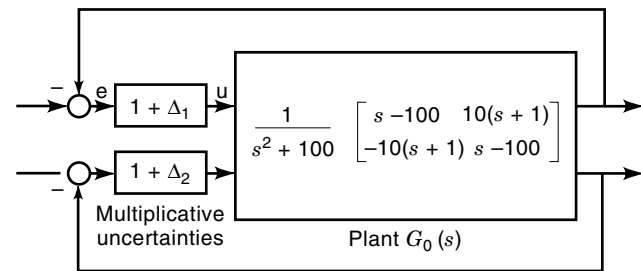 −
e
1 + Δ₁
u
1
s² + 100
s −100 10(s + 1)
−10(s + 1) s −100
−
1 + Δ₂
Multiplicative
uncertainties
Plant G₀ (s)